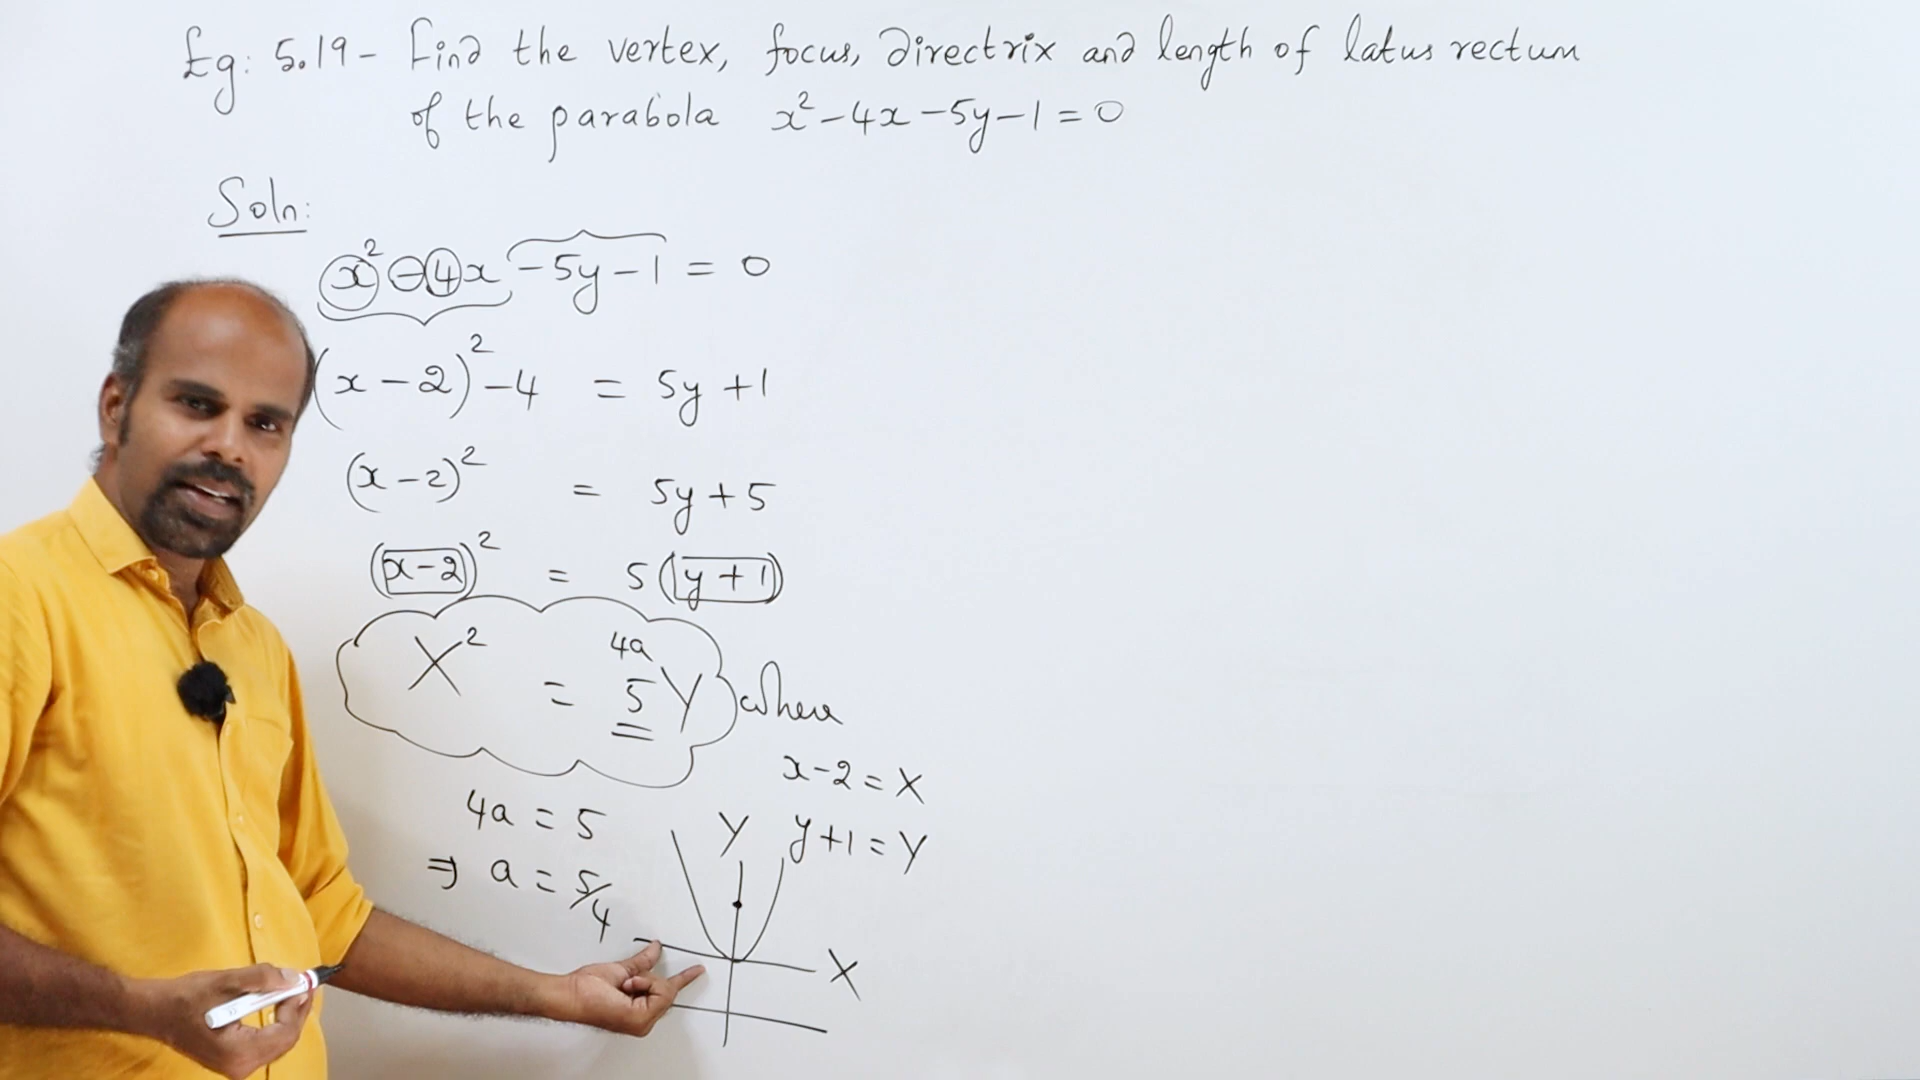 Eg: 5.19 - Find the vertex, focus, directrix and length of latus rectum
of the parabola x² - 4x - 5y - 1 = 0
Soln:
x² - 4x - 5y - 1 = 0
(x - 2)² - 4 = 5y + 1
(x - 2)² = 5y + 5
(x - 2)² = 5(y + 1)
4a
X² = 5Y where
x - 2 = X
4a = 5
Y
y + 1 = Y
⇒ a = 5/4
X